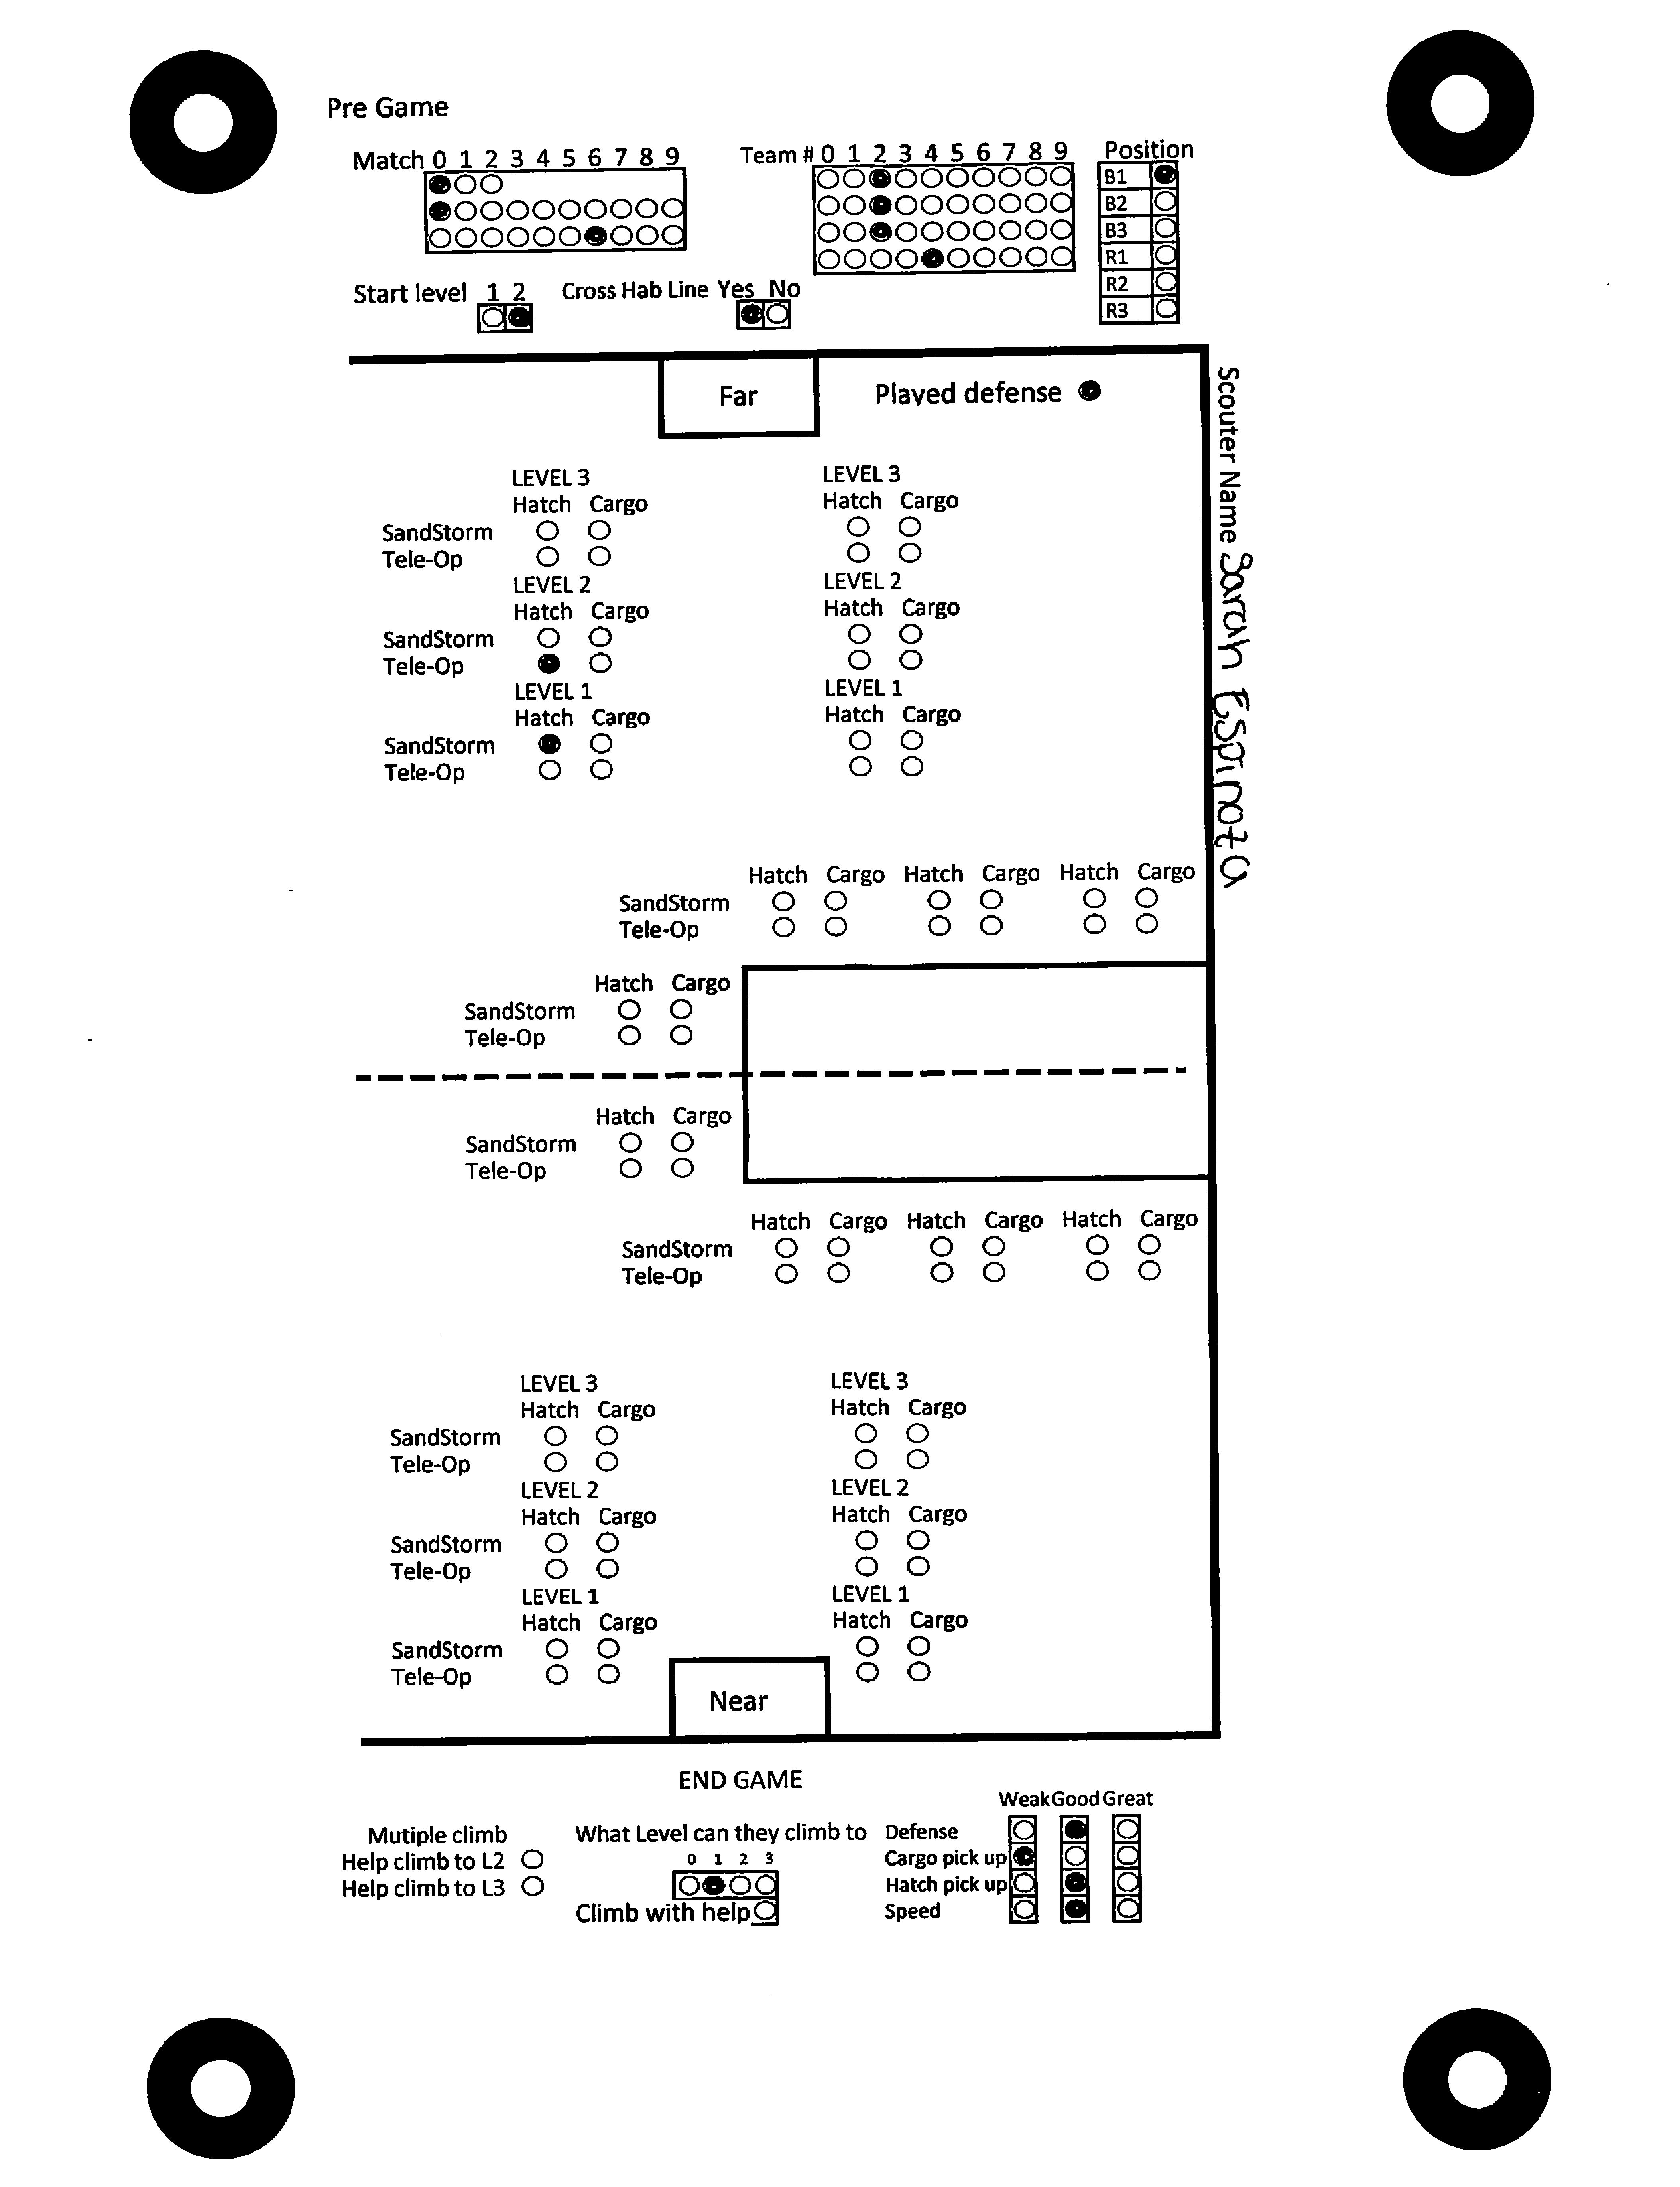 Pre Game
Match 0 1 2 3 4 5 6 7 8 9
Team # 0 1 2 3 4 5 6 7 8 9
Position
B1
B2
B3
R1
R2
R3
Start level 1 2
Cross Hab Line Yes No
Far
Played defense
Scouter Name Sarah Espinoza
LEVEL 3 LEVEL 3
Hatch Cargo Hatch Cargo
SandStorm
Tele-Op
LEVEL 2 LEVEL 2
Hatch Cargo Hatch Cargo
SandStorm
Tele-Op
LEVEL 1 LEVEL 1
Hatch Cargo Hatch Cargo
SandStorm
Tele-Op
Hatch Cargo Hatch Cargo Hatch Cargo
SandStorm
Tele-Op
Hatch Cargo
SandStorm
Tele-Op
Hatch Cargo
SandStorm
Tele-Op
Hatch Cargo Hatch Cargo Hatch Cargo
SandStorm
Tele-Op
LEVEL 3 LEVEL 3
Hatch Cargo Hatch Cargo
SandStorm
Tele-Op
LEVEL 2 LEVEL 2
Hatch Cargo Hatch Cargo
SandStorm
Tele-Op
LEVEL 1 LEVEL 1
Hatch Cargo Hatch Cargo
SandStorm
Tele-Op
Near
END GAME
Mutiple climb
Help climb to L2
Help climb to L3
What Level can they climb to
0 1 2 3
Climb with help
Weak Good Great
Defense
Cargo pick up
Hatch pick up
Speed